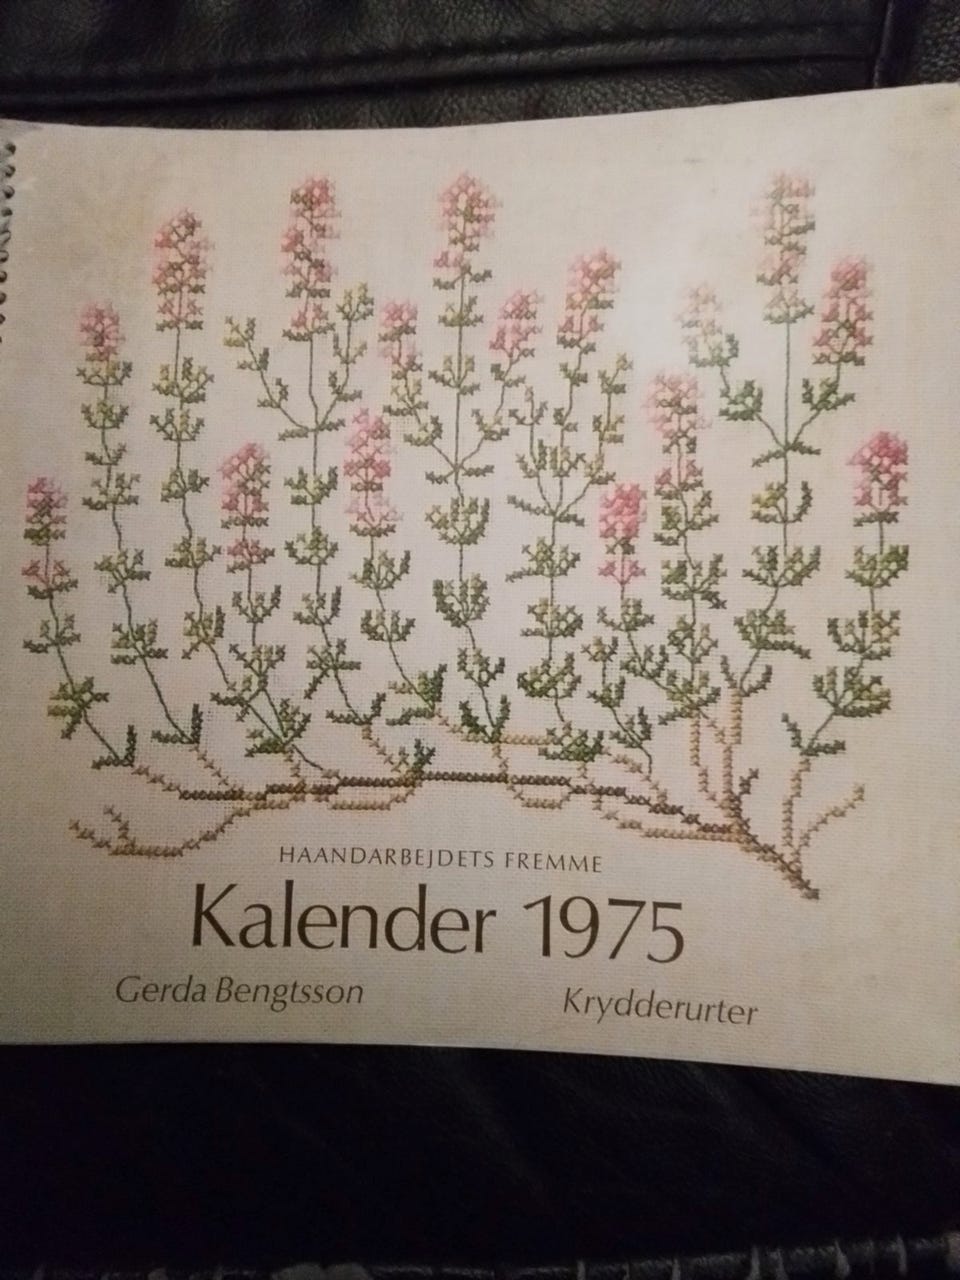 HAANDARBEJDETS FREMME
Kalender 1975
Gerda Bengtsson Krydderurter